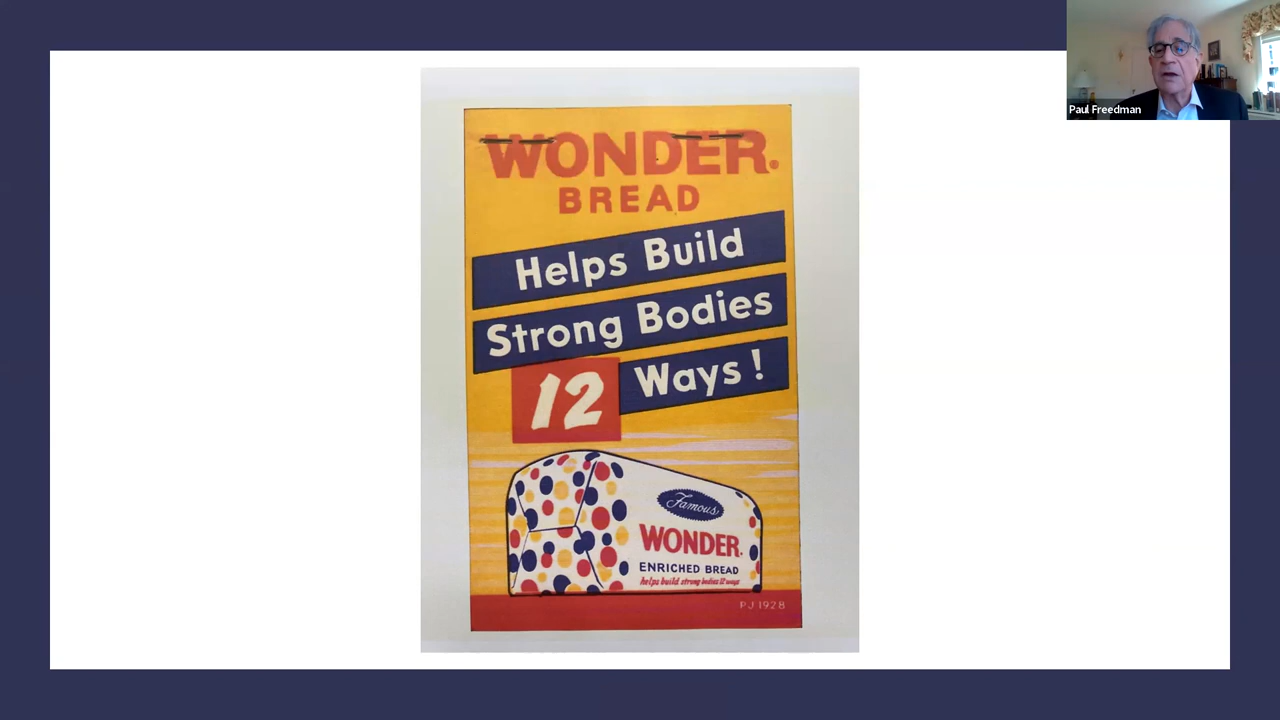 Paul Freedman
WONDER®
BREAD
Helps Build
Strong Bodies
12 Ways!
Famous
WONDER®
ENRICHED BREAD
helps build strong bodies 12 ways
PJ 1928